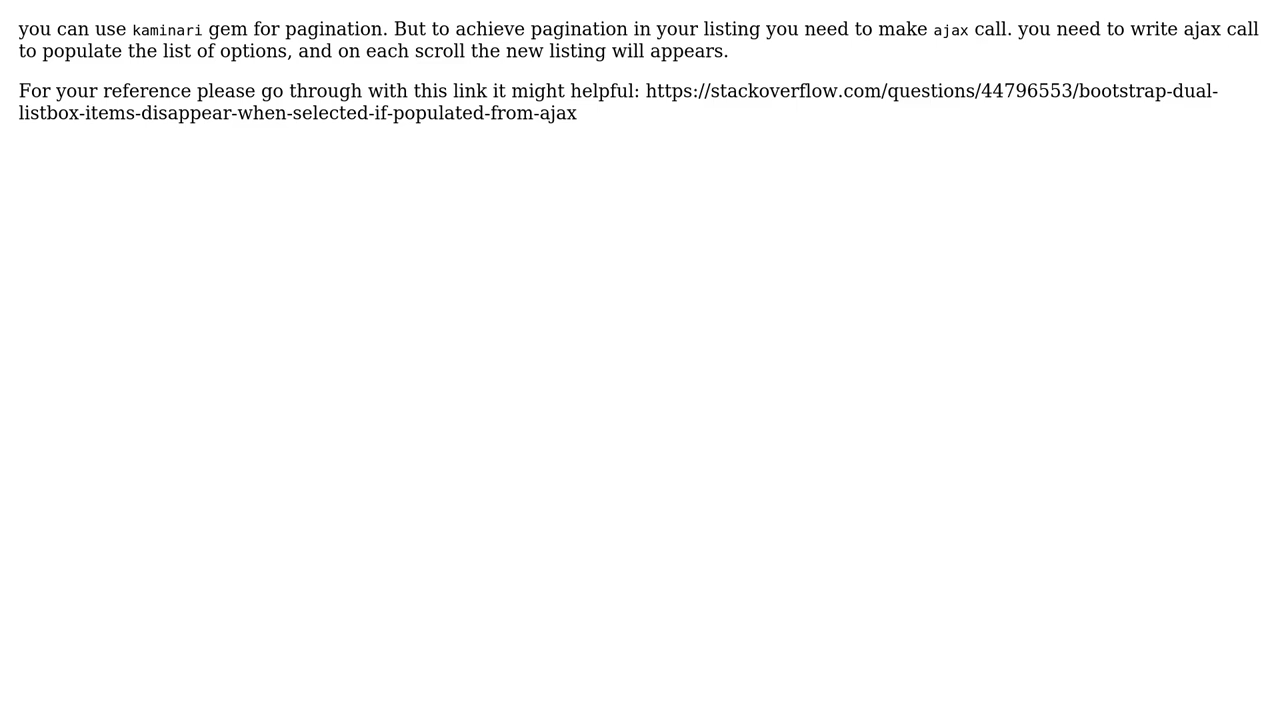 you can use kaminari gem for pagination. But to achieve pagination in your listing you need to make ajax call. you need to write ajax call
to populate the list of options, and on each scroll the new listing will appears.
For your reference please go through with this link it might helpful: https://stackoverflow.com/questions/44796553/bootstrap-dual-
listbox-items-disappear-when-selected-if-populated-from-ajax